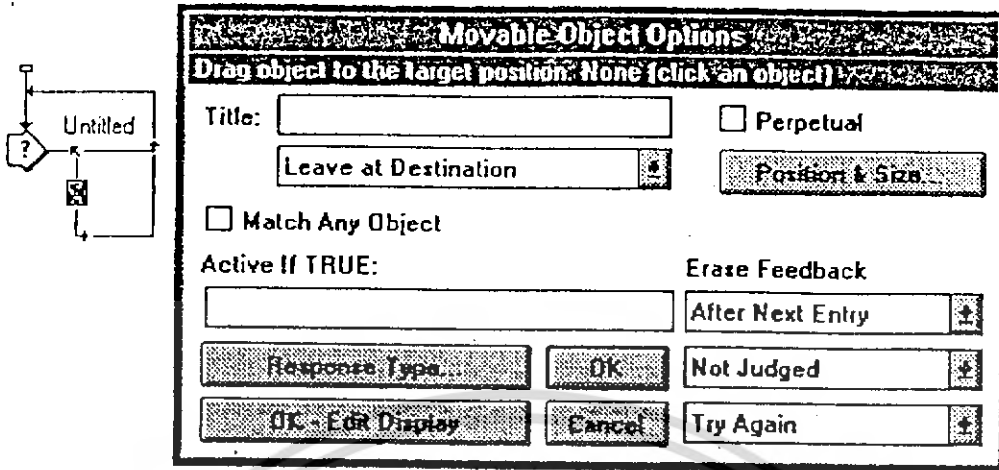 Movable Object Options
Drag object to the target position: None (click an object)
Untitled
?
Title:
Perpetual
Leave at Destination
Position & Size...
Match Any Object
Active If TRUE:
Erase Feedback
After Next Entry
Response Type...
OK
Not Judged
OK - Edit Display
Cancel
Try Again